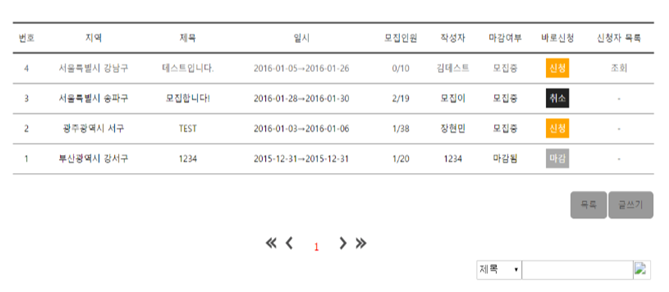 번호 지역 제목 일시 모집인원 작성자 마감여부 바로신청 신청자 목록
4 서울특별시 강남구 테스트입니다. 2016-01-05→2016-01-26 0/10 김테스트 모집중 신청 조회
3 서울특별시 송파구 모집합니다! 2016-01-28→2016-01-30 2/19 모집이 모집중 취소 -
2 광주광역시 서구 TEST 2016-01-03→2016-01-06 1/38 장현민 모집중 신청 -
1 부산광역시 강서구 1234 2015-12-31→2015-12-31 1/20 1234 마감됨 마감 -
목록 글쓰기
« ‹ 1 › »
제목